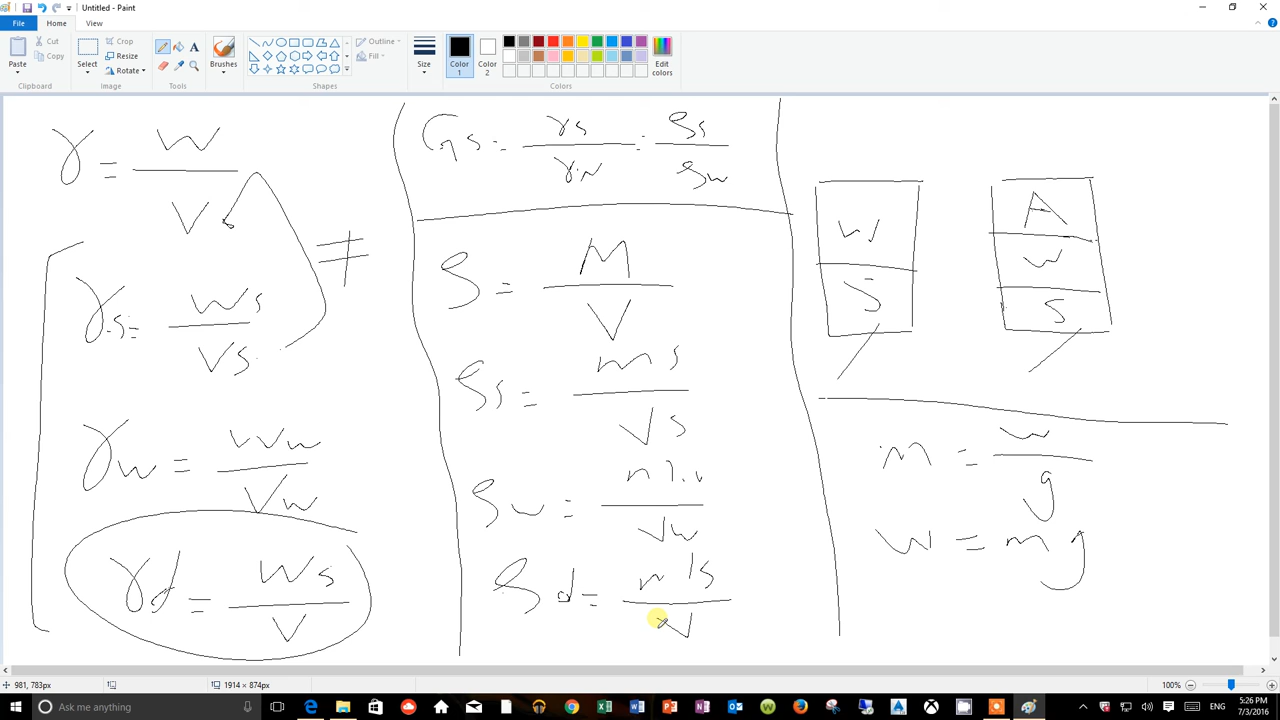 Untitled - Paint
File Home View
Paste
Cut
Copy
Clipboard
Select
Crop
Resize
Rotate
Image
Tools
Brushes
Shapes
Outline
Fill
Size
Color 1
Color 2
Edit colors
Colors
γ = W / V
γs = Ws / Vs
≠
γw = Ww / Vw
γd = Ws / V
Gs = γs / γw = ρs / ρw
ρ = M / V
ρs = ms / Vs
ρw = mw / Vw
ρd = ms / V
W
S
A
W
S
m = w / g
W = mg
981, 783px
1914 × 874px
100%
Ask me anything
ENG
5:26 PM
7/3/2016